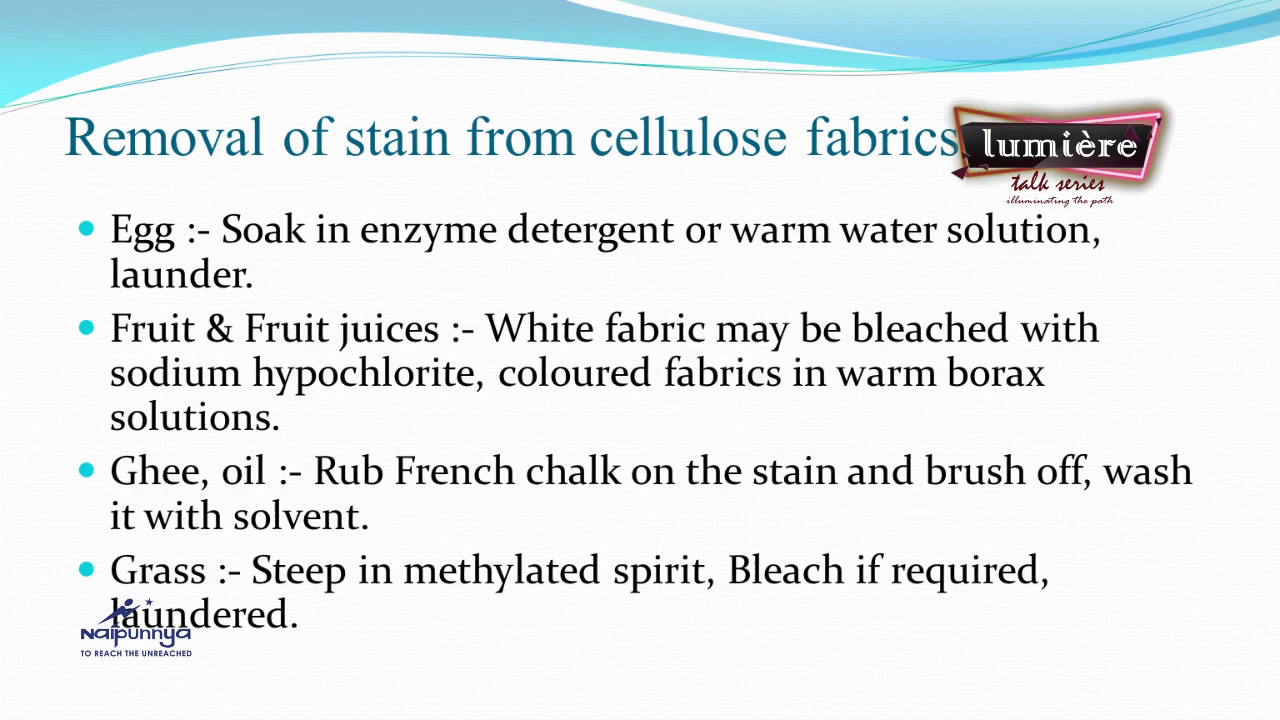 Removal of stain from cellulose fabrics
lumière
talk series
illuminating the path
Egg :- Soak in enzyme detergent or warm water solution,
launder.
Fruit & Fruit juices :- White fabric may be bleached with
sodium hypochlorite, coloured fabrics in warm borax
solutions.
Ghee, oil :- Rub French chalk on the stain and brush off, wash
it with solvent.
Grass :- Steep in methylated spirit, Bleach if required,
laundered.
Naipunnya
TO REACH THE UNREACHED